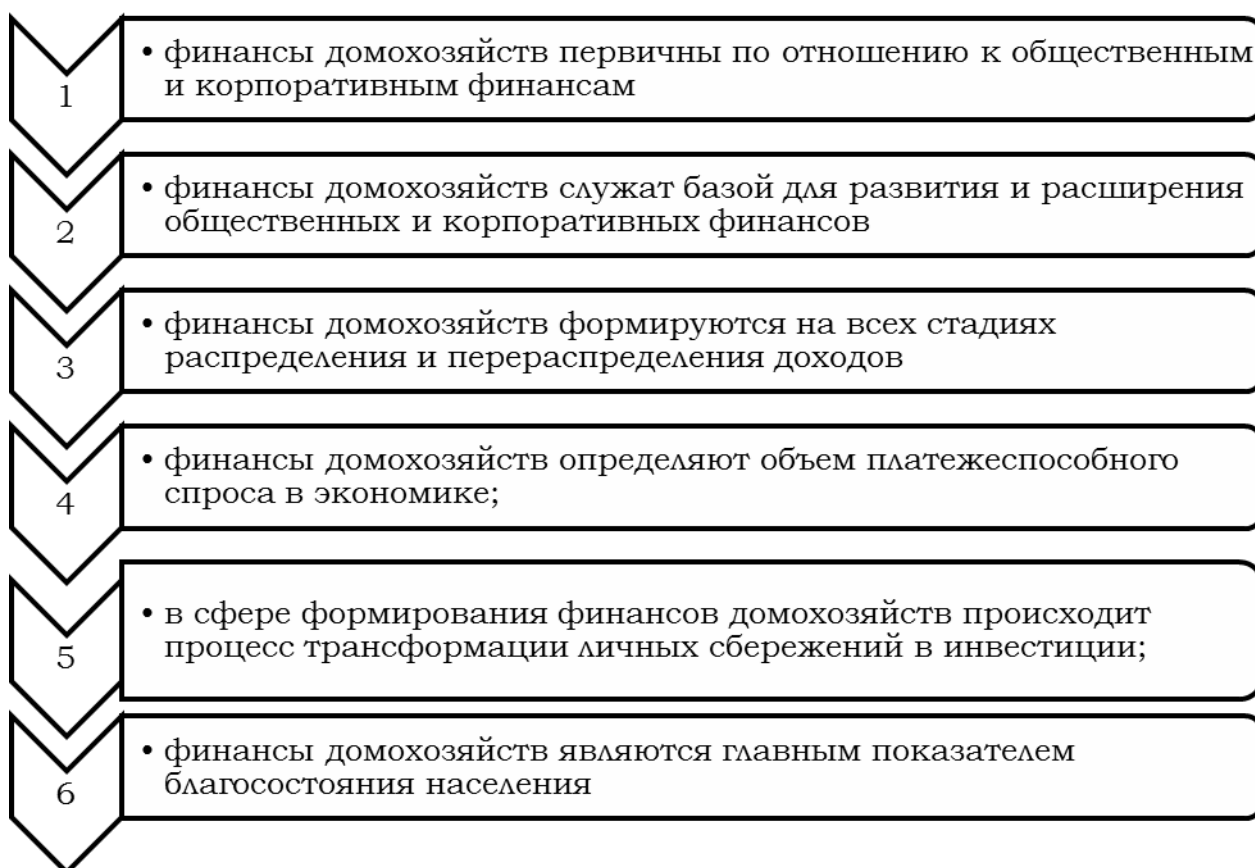 1
• финансы домохозяйств первичны по отношению к общественным
и корпоративным финансам
2
• финансы домохозяйств служат базой для развития и расширения
общественных и корпоративных финансов
3
• финансы домохозяйств формируются на всех стадиях
распределения и перераспределения доходов
4
• финансы домохозяйств определяют объем платежеспособного
спроса в экономике;
5
• в сфере формирования финансов домохозяйств происходит
процесс трансформации личных сбережений в инвестиции;
6
• финансы домохозяйств являются главным показателем
благосостояния населения